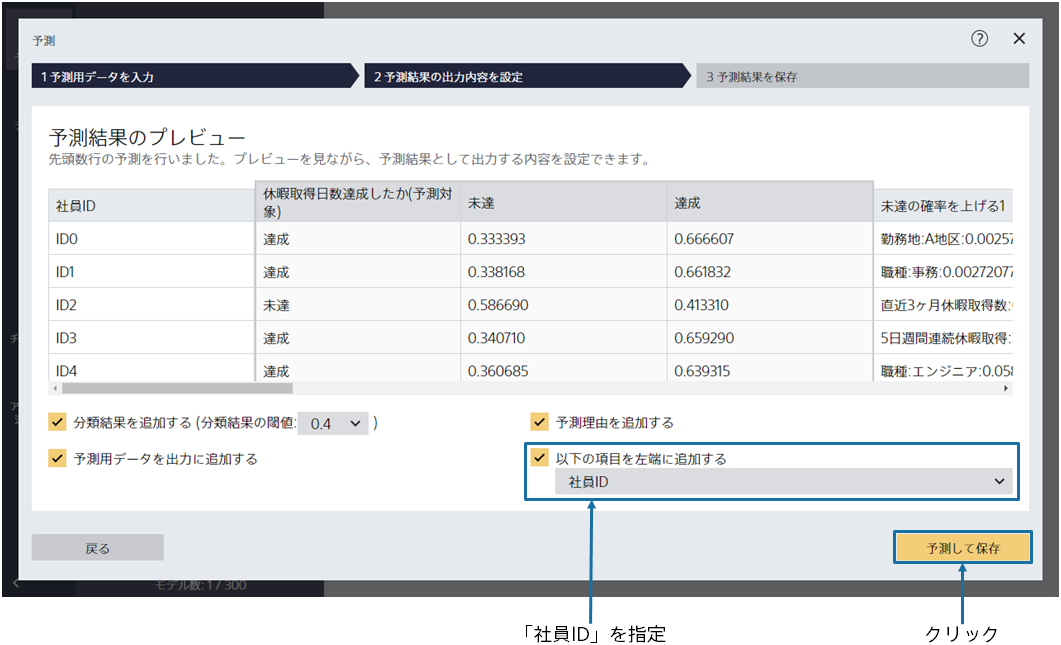 予測
1 予測用データを入力
2 予測結果の出力内容を設定
3 予測結果を保存
予測結果のプレビュー
先頭数行の予測を行いました。プレビューを見ながら、予測結果として出力する内容を設定できます。
社員ID 休暇取得日数達成したか(予測対象) 未達 達成 未達の確率を上げる1
ID0 達成 0.333393 0.666607 勤務地:A地区:0.00257
ID1 達成 0.338168 0.661832 職種:事務:0.00272077
ID2 未達 0.586690 0.413310 直近3ヶ月休暇取得数:
ID3 達成 0.340710 0.659290 5日週間連続休暇取得:
ID4 達成 0.360685 0.639315 職種:エンジニア:0.058
分類結果を追加する (分類結果の閾値: 0.4 )
予測理由を追加する
予測用データを出力に追加する
以下の項目を左端に追加する
社員ID
戻る
予測して保存
モデル数: 1 / 300
「社員ID」を指定
クリック